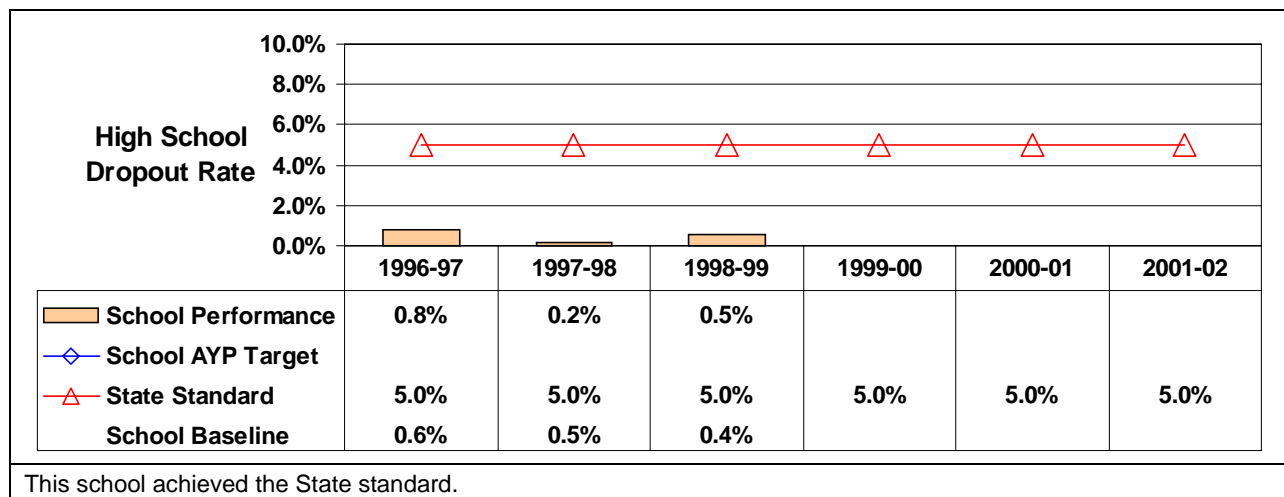 10.0%
8.0%
6.0%
4.0%
2.0%
0.0%
High School
Dropout Rate
1996-97 1997-98 1998-99 1999-00 2000-01 2001-02
School Performance 0.8% 0.2% 0.5%
School AYP Target
State Standard 5.0% 5.0% 5.0% 5.0% 5.0% 5.0%
School Baseline 0.6% 0.5% 0.4%
This school achieved the State standard.